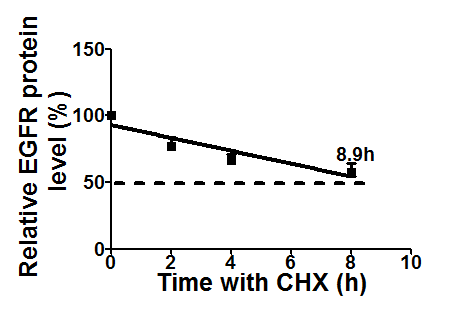 Relative EGFR protein
level (%)
150
100
50
0
8.9h
0 2 4 6 8 10
Time with CHX (h)